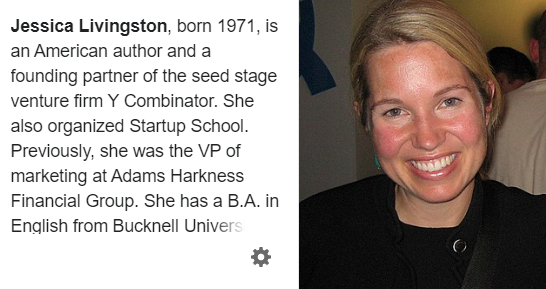 Jessica Livingston, born 1971, is
an American author and a
founding partner of the seed stage
venture firm Y Combinator. She
also organized Startup School.
Previously, she was the VP of
marketing at Adams Harkness
Financial Group. She has a B.A. in
English from Bucknell Univers